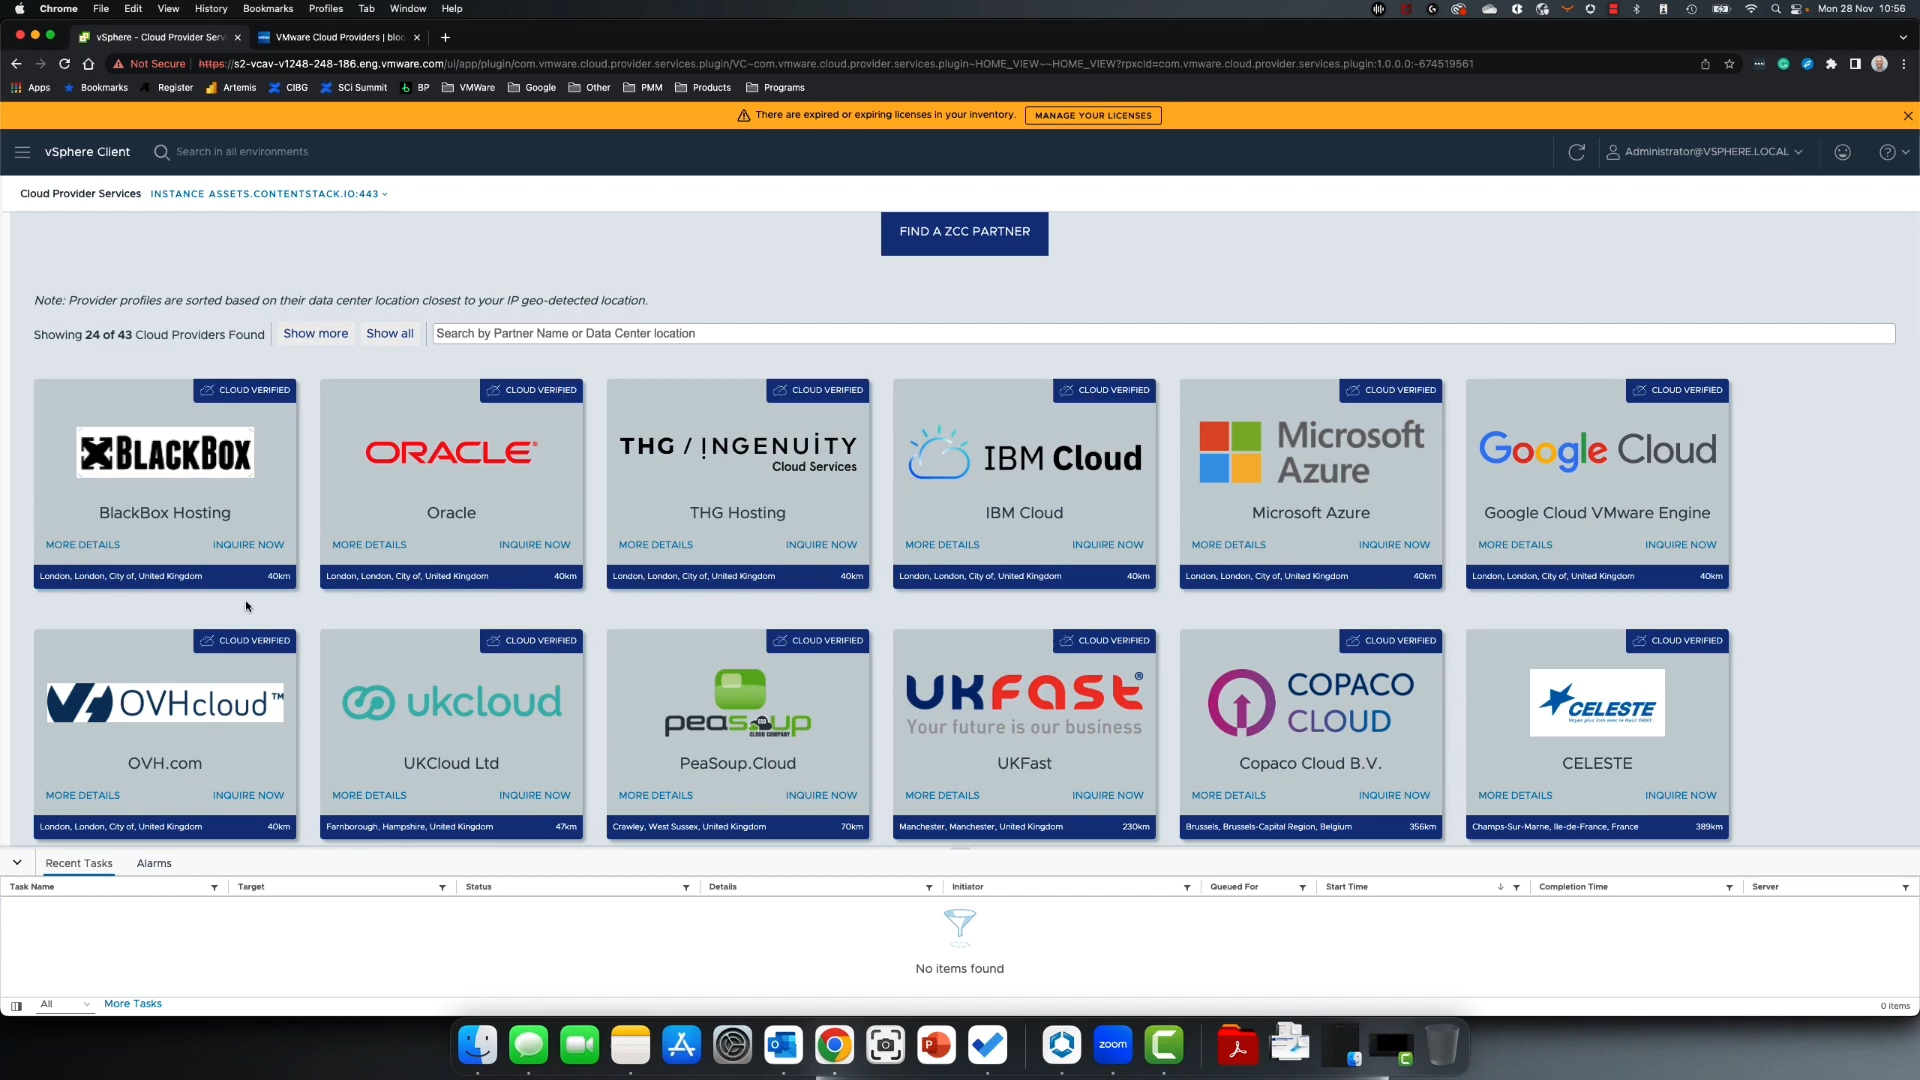 Chrome File Edit View History Bookmarks Profiles Tab Window Help Mon 28 Nov 10:56
vSphere - Cloud Provider Serv VMware Cloud Providers | bloc
Not Secure https://s2-vcav-v1248-248-186.eng.vmware.com/ui/app/plugin/com.vmware.cloud.provider.services.plugin/VC~com.vmware.cloud.provider.services.plugin~HOME_VIEW~~HOME_VIEW?rpxcId=com.vmware.cloud.provider.services.plugin:1.0.0.0:-674519561
Apps Bookmarks Register Artemis CIBG SCi Summit BP VMWare Google Other PMM Products Programs
There are expired or expiring licenses in your inventory. MANAGE YOUR LICENSES
vSphere Client Search in all environments Administrator@VSPHERE.LOCAL
Cloud Provider Services INSTANCE ASSETS.CONTENTSTACK.IO:443
FIND A ZCC PARTNER
Note: Provider profiles are sorted based on their data center location closest to your IP geo-detected location.
Showing 24 of 43 Cloud Providers Found Show more Show all Search by Partner Name or Data Center location
CLOUD VERIFIED CLOUD VERIFIED CLOUD VERIFIED CLOUD VERIFIED CLOUD VERIFIED CLOUD VERIFIED
BLACKBOX ORACLE THG / INGENUITY Cloud Services IBM Cloud Microsoft Azure Google Cloud
BlackBox Hosting Oracle THG Hosting IBM Cloud Microsoft Azure Google Cloud VMware Engine
MORE DETAILS INQUIRE NOW MORE DETAILS INQUIRE NOW MORE DETAILS INQUIRE NOW MORE DETAILS INQUIRE NOW MORE DETAILS INQUIRE NOW MORE DETAILS INQUIRE NOW
London, London, City of, United Kingdom 40km London, London, City of, United Kingdom 40km London, London, City of, United Kingdom 40km London, London, City of, United Kingdom 40km London, London, City of, United Kingdom 40km London, London, City of, United Kingdom 40km
CLOUD VERIFIED CLOUD VERIFIED CLOUD VERIFIED CLOUD VERIFIED CLOUD VERIFIED CLOUD VERIFIED
OVHcloud™ ukcloud peasoup CLOUD COMPANY UKFAST® Your future is our business COPACO CLOUD CELESTE
OVH.com UKCloud Ltd PeaSoup.Cloud UKFast Copaco Cloud B.V. CELESTE
MORE DETAILS INQUIRE NOW MORE DETAILS INQUIRE NOW MORE DETAILS INQUIRE NOW MORE DETAILS INQUIRE NOW MORE DETAILS INQUIRE NOW MORE DETAILS INQUIRE NOW
London, London, City of, United Kingdom 40km Farnborough, Hampshire, United Kingdom 47km Crawley, West Sussex, United Kingdom 70km Manchester, Manchester, United Kingdom 230km Brussels, Brussels-Capital Region, Belgium 356km Champs-Sur-Marne, Ile-de-France, France 389km
Recent Tasks Alarms
Task Name Target Status Details Initiator Queued For Start Time Completion Time Server
No items found
All More Tasks 0 items
zoom